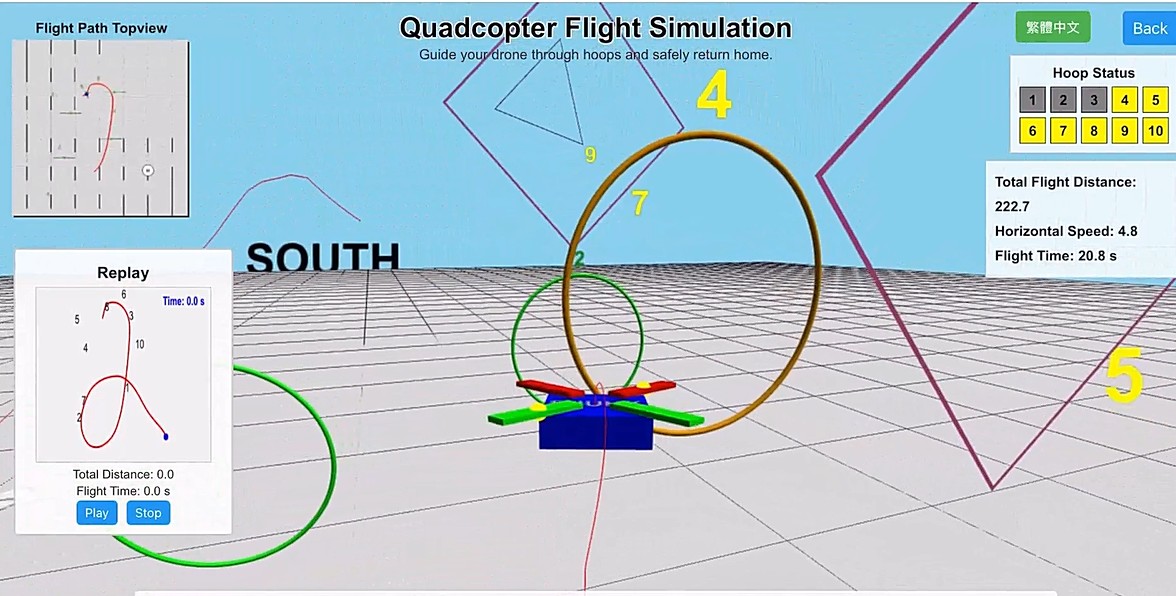 Flight Path Topview
Quadcopter Flight Simulation
Guide your drone through hoops and safely return home.
繁體中文
Back
Hoop Status
1 2 3 4 5
6 7 8 9 10
Total Flight Distance:
222.7
Horizontal Speed: 4.8
Flight Time: 20.8 s
4
9
7
2
SOUTH
5
Replay
Time: 0.0 s
6
5
3
4
10
1
7
2
Total Distance: 0.0
Flight Time: 0.0 s
Play
Stop